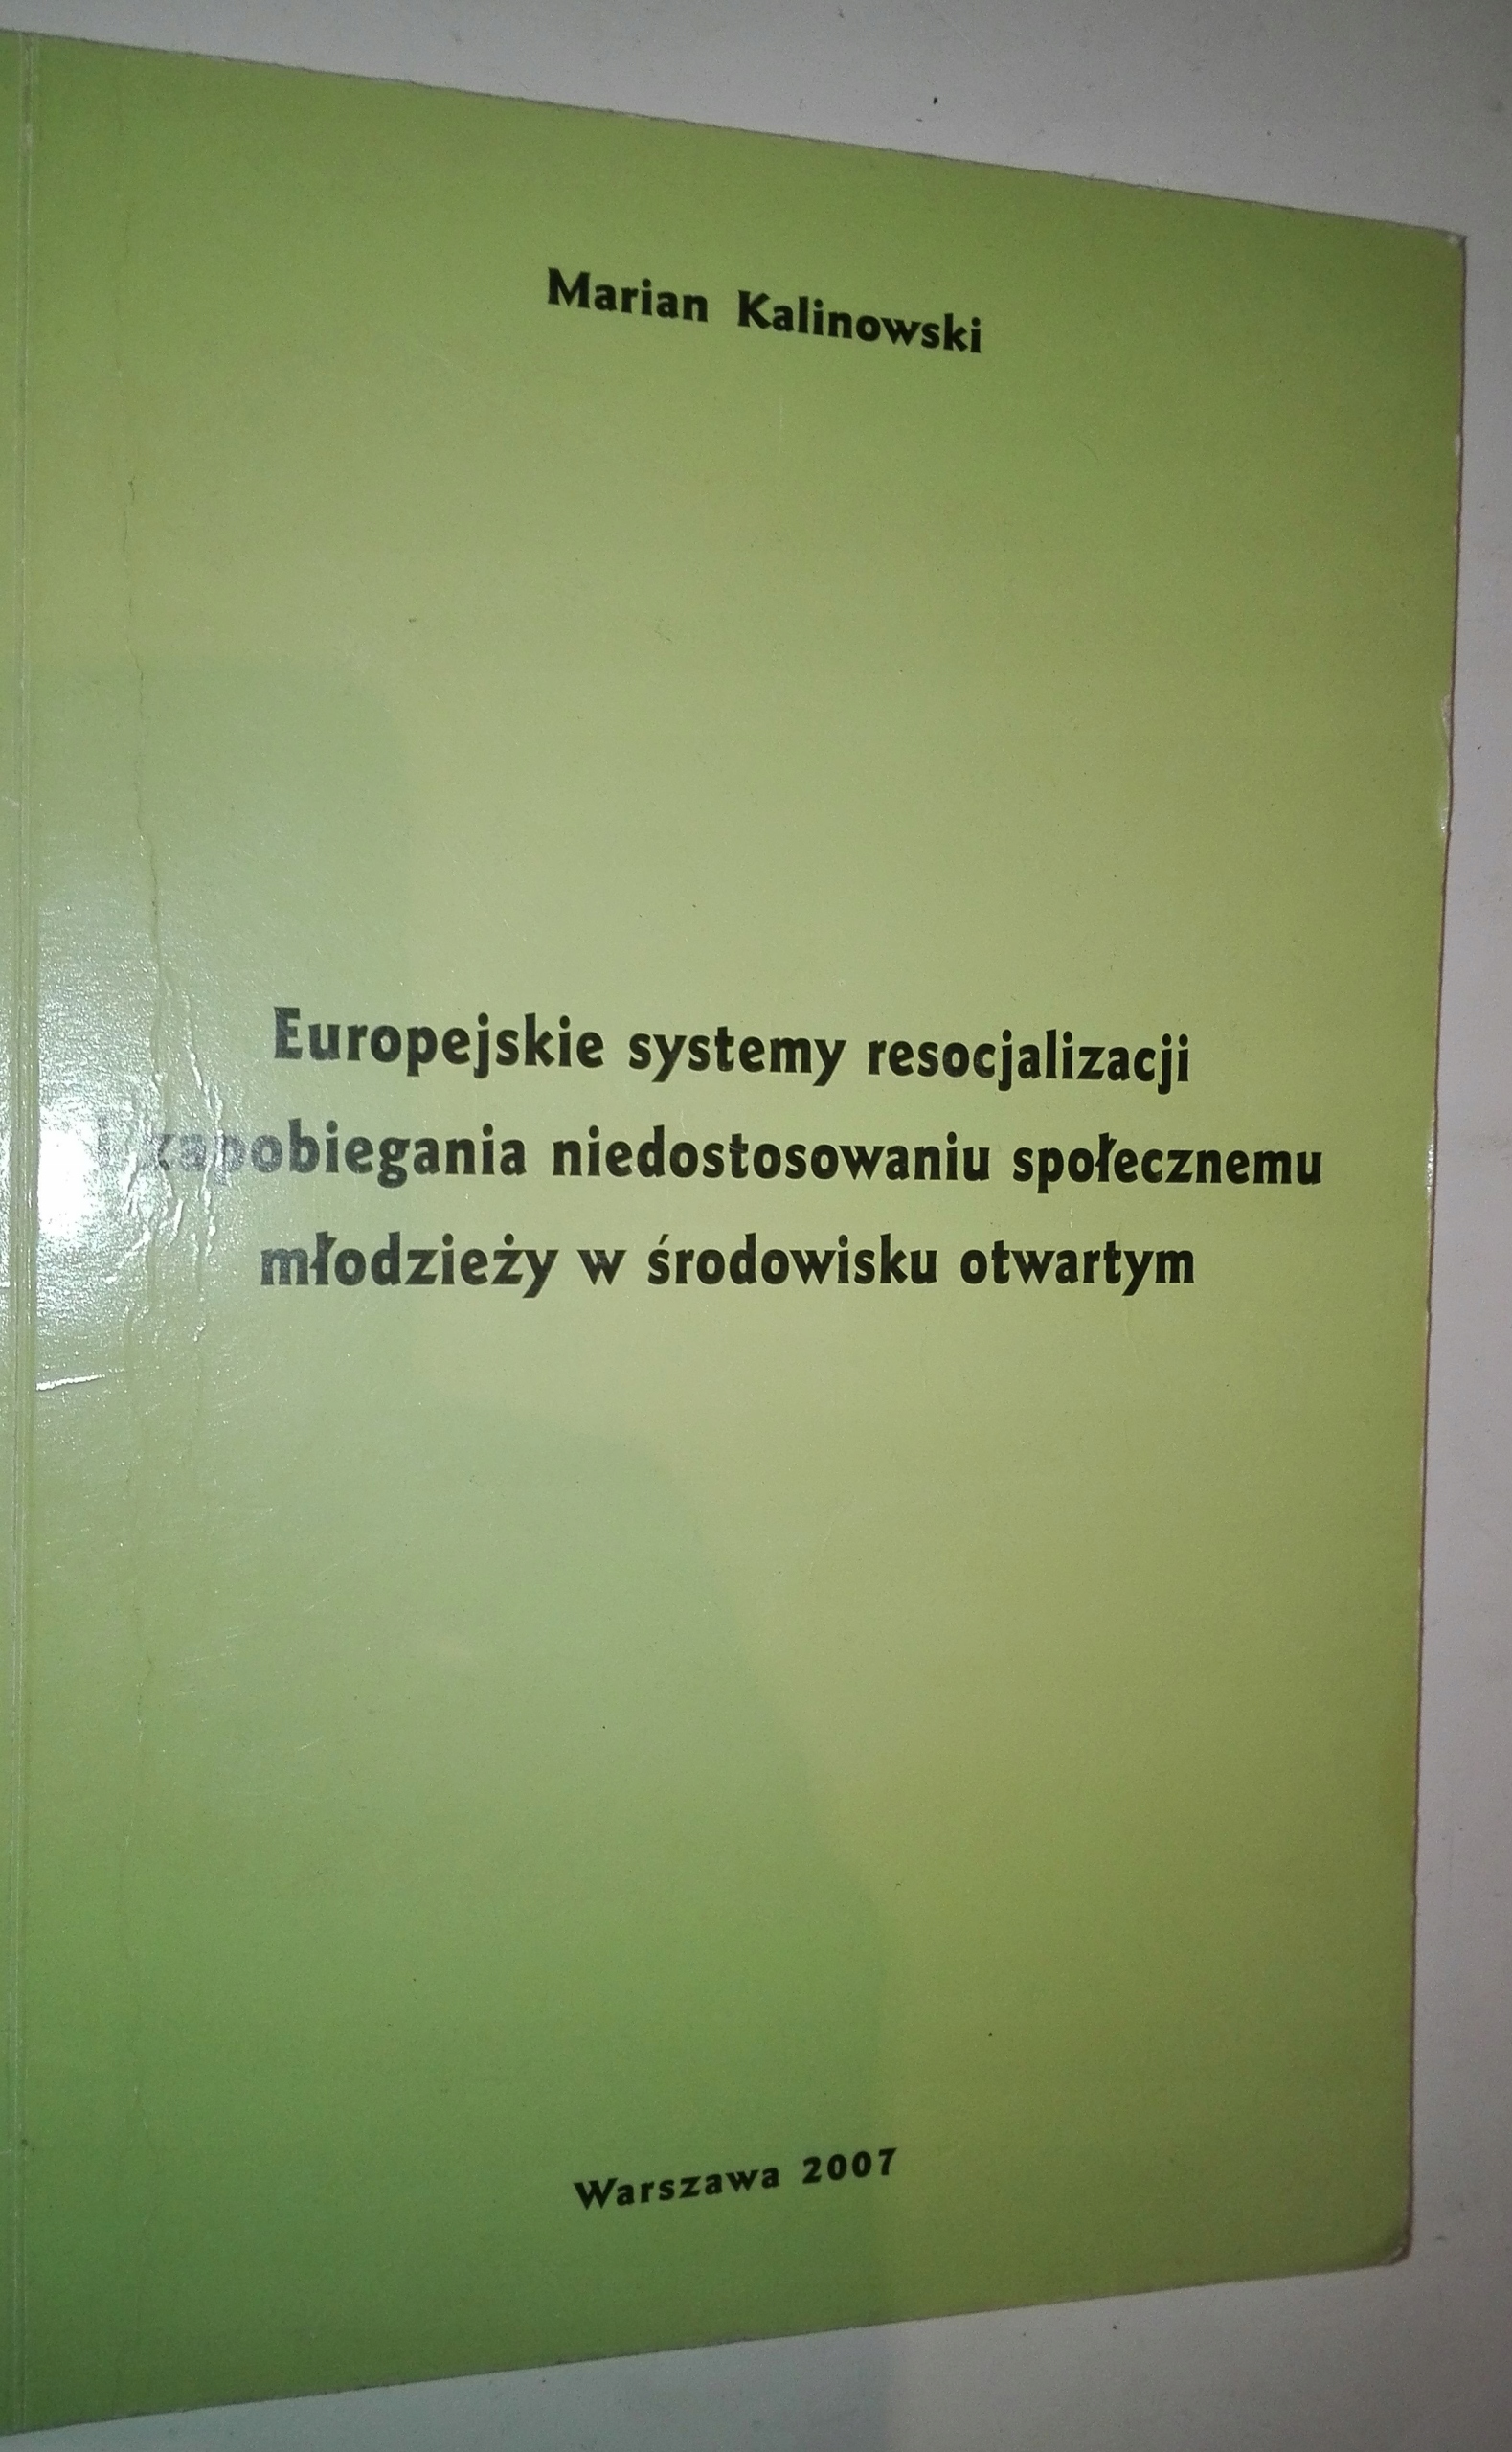 Marian Kalinowski
Europejskie systemy resocjalizacji
i zapobiegania niedostosowaniu społecznemu
młodzieży w środowisku otwartym
Warszawa 2007